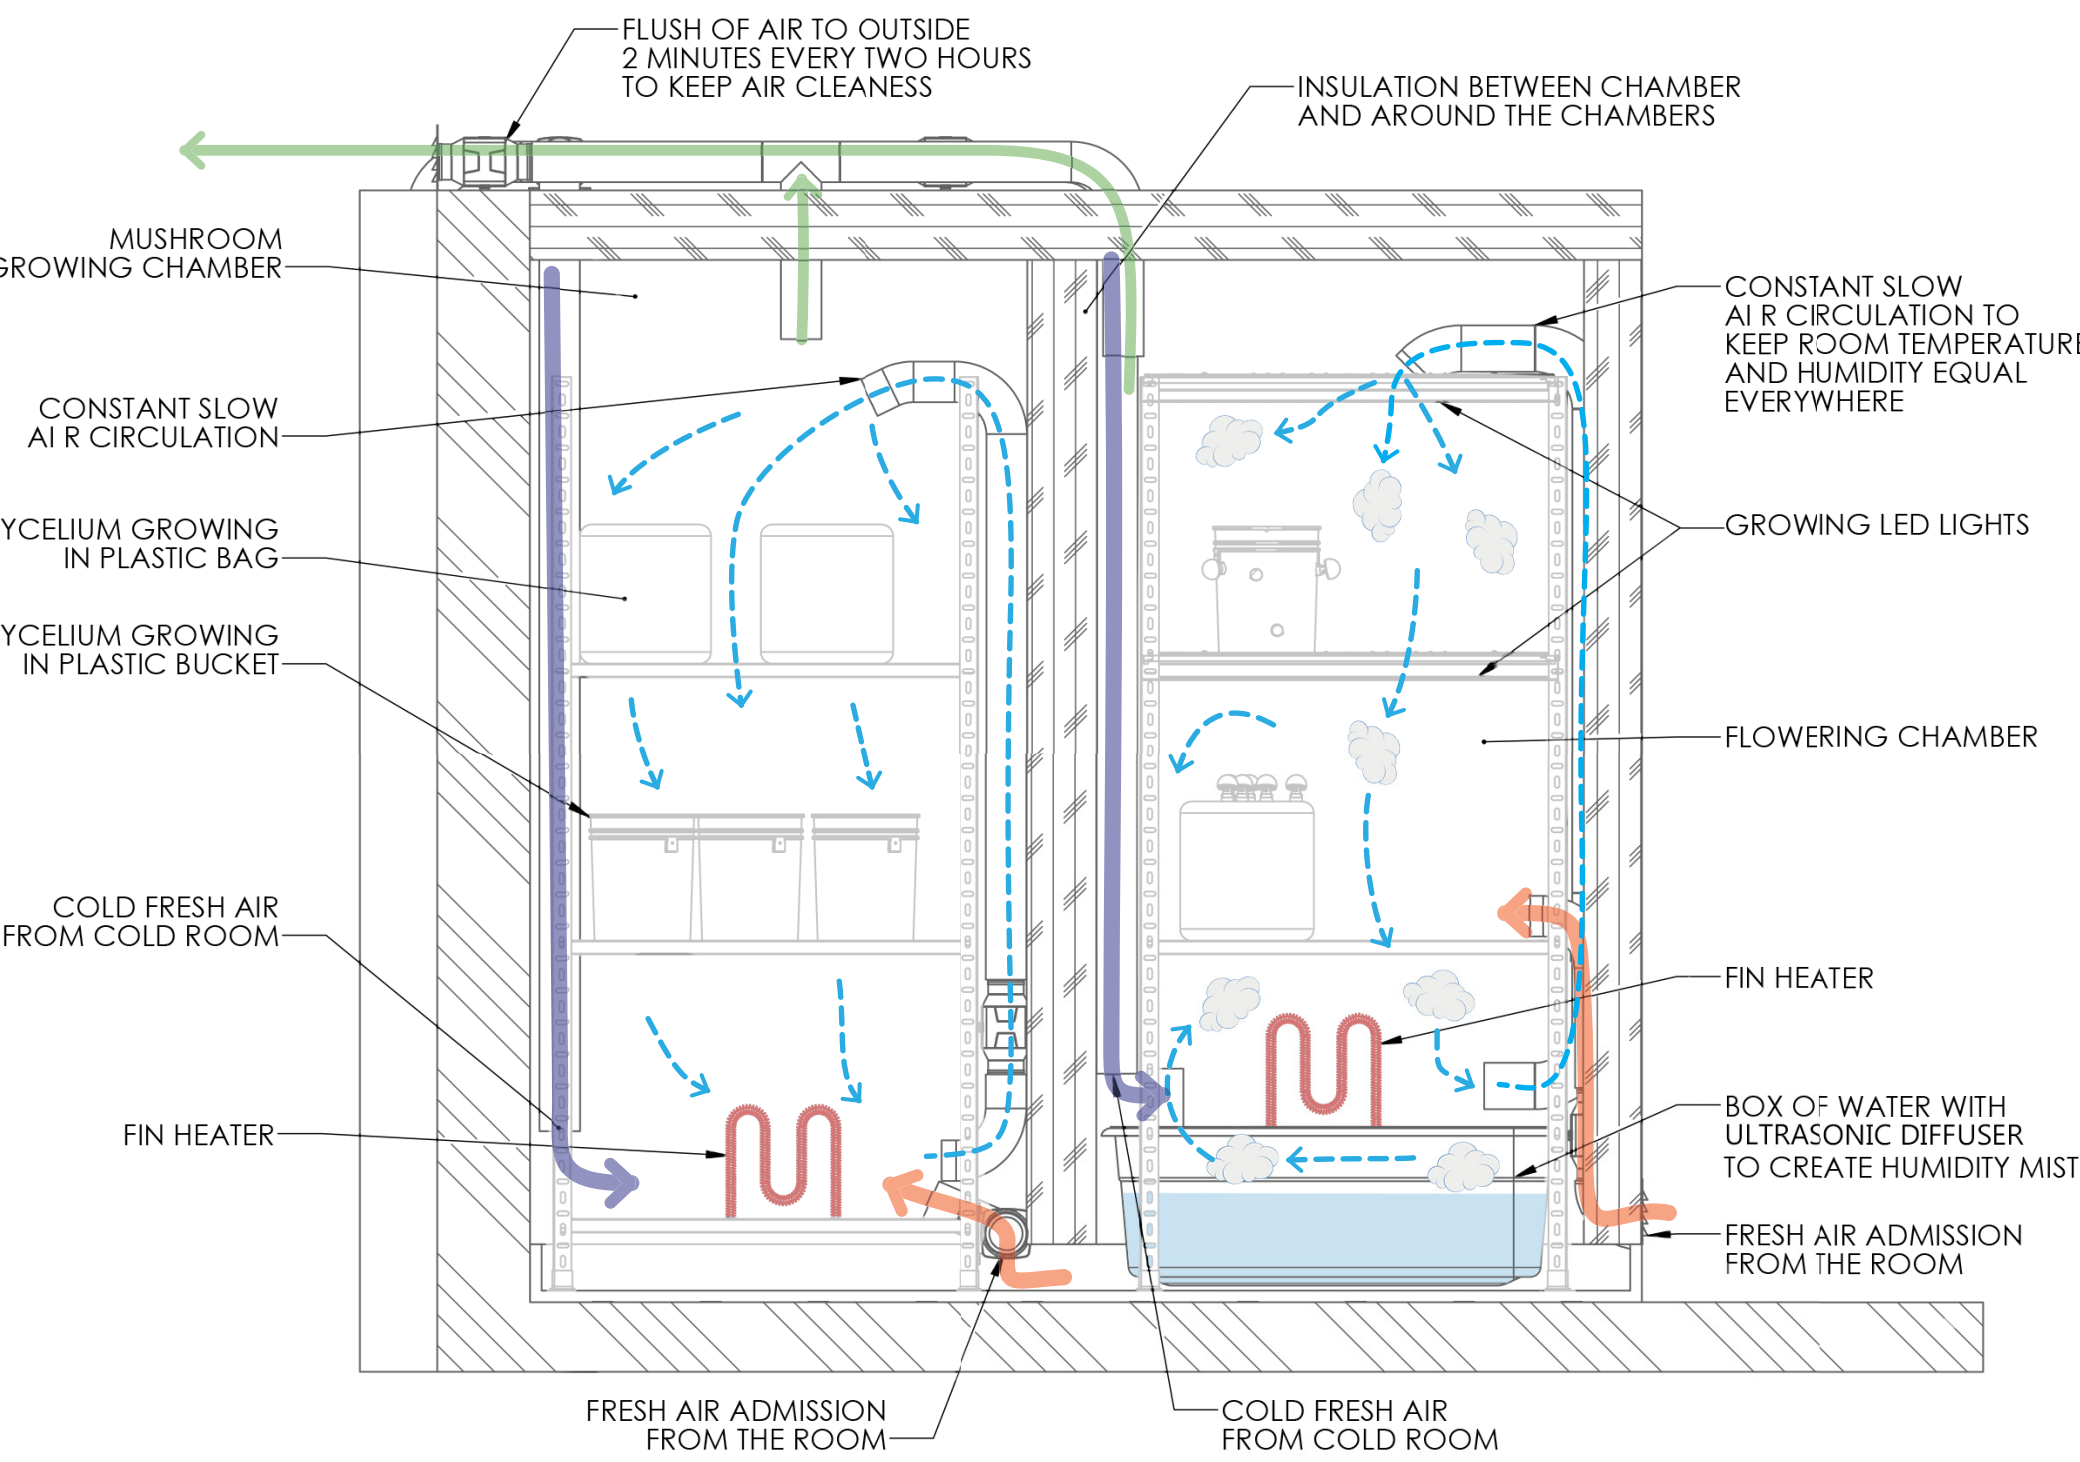 FLUSH OF AIR TO OUTSIDE
2 MINUTES EVERY TWO HOURS
TO KEEP AIR CLEANESS
INSULATION BETWEEN CHAMBER
AND AROUND THE CHAMBERS
MUSHROOM
GROWING CHAMBER
CONSTANT SLOW
AI R CIRCULATION
YCELIUM GROWING
IN PLASTIC BAG
YCELIUM GROWING
IN PLASTIC BUCKET
COLD FRESH AIR
FROM COLD ROOM
FIN HEATER
FRESH AIR ADMISSION
FROM THE ROOM
CONSTANT SLOW
AI R CIRCULATION TO
KEEP ROOM TEMPERATURE
AND HUMIDITY EQUAL
EVERYWHERE
GROWING LED LIGHTS
FLOWERING CHAMBER
FIN HEATER
BOX OF WATER WITH
ULTRASONIC DIFFUSER
TO CREATE HUMIDITY MIST
FRESH AIR ADMISSION
FROM THE ROOM
COLD FRESH AIR
FROM COLD ROOM